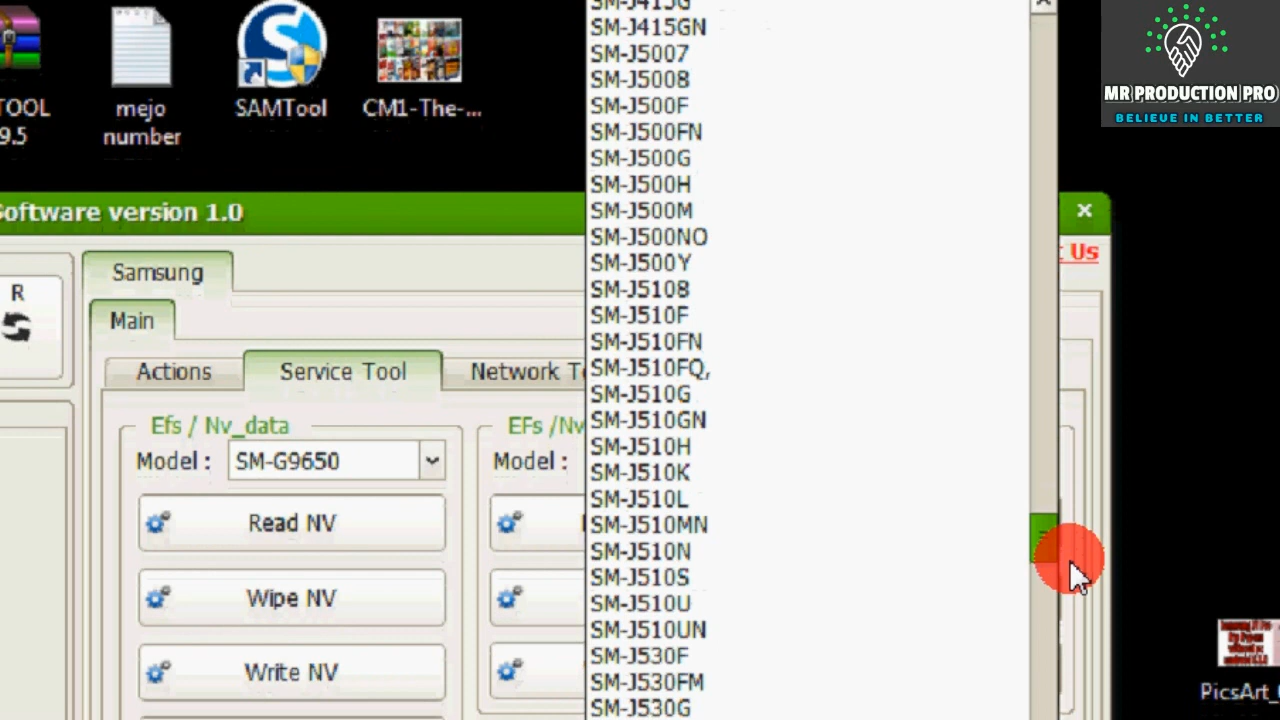 TOOL
9.5
mejo
number
SAMTool
CM1-The-...
MR PRODUCTION PRO
BELIEVE IN BETTER
Software version 1.0
Us
R
Samsung
Main
Actions
Service Tool
Network T
Efs / Nv_data
Model :
SM-G9650
Read NV
Wipe NV
Write NV
EFs /Nv
Model :
SM-J415G
SM-J415GN
SM-J5007
SM-J5008
SM-J500F
SM-J500FN
SM-J500G
SM-J500H
SM-J500M
SM-J500NO
SM-J500Y
SM-J5108
SM-J510F
SM-J510FN
SM-J510FQ,
SM-J510G
SM-J510GN
SM-J510H
SM-J510K
SM-J510L
SM-J510MN
SM-J510N
SM-J510S
SM-J510U
SM-J510UN
SM-J530F
SM-J530FM
SM-J530G
PicsArt_